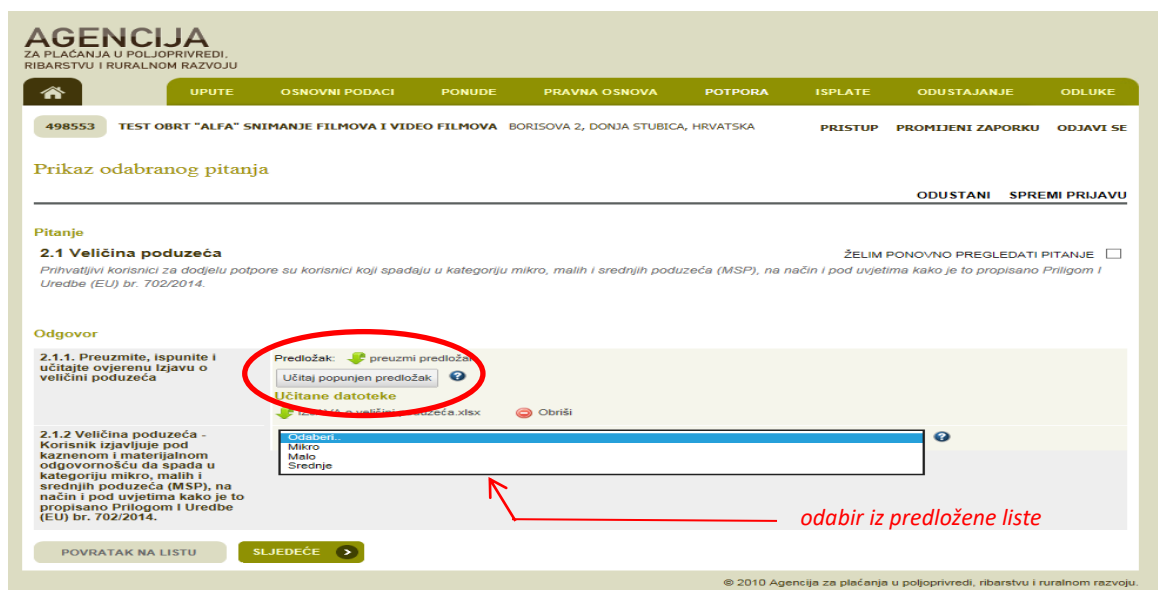 AGENCIJA
ZA PLAĆANJA U POLJOPRIVREDI,
RIBARSTVU I RURALNOM RAZVOJU
UPUTE OSNOVNI PODACI PONUDE PRAVNA OSNOVA POTPORA ISPLATE ODUSTAJANJE ODLUKE
498553 TEST OBRT "ALFA" SNIMANJE FILMOVA I VIDEO FILMOVA BORISOVA 2, DONJA STUBICA, HRVATSKA PRISTUP PROMIJENI ZAPORKU ODJAVI SE
Prikaz odabranog pitanja
ODUSTANI SPREMI PRIJAVU
Pitanje
2.1 Veličina poduzeća ŽELIM PONOVNO PREGLEDATI PITANJE
Prihvatljivi korisnici za dodjelu potpore su korisnici koji spadaju u kategoriju mikro, malih i srednjih poduzeća (MSP), na način i pod uvjetima kako je to propisano Priligom I
Uredbe (EU) br. 702/2014.
Odgovor
2.1.1. Preuzmite, ispunite i
učitajte ovjerenu Izjavu o
veličini poduzeća
Predložak: preuzmi predložak
Učitaj popunjen predložak
Učitane datoteke
IZJAVA o veličini poduzeća.xlsx Obriši
2.1.2 Veličina poduzeća -
Korisnik izjavljuje pod
kaznenom i materijalnom
odgovornošću da spada u
kategoriju mikro, malih i
srednjih poduzeća (MSP), na
način i pod uvjetima kako je to
propisano Prilogom I Uredbe
(EU) br. 702/2014.
Odaberi..
Mikro
Malo
Srednje
odabir iz predložene liste
POVRATAK NA LISTU SLJEDEĆE
© 2010 Agencija za plaćanja u poljoprivredi, ribarstvu i ruralnom razvoju.